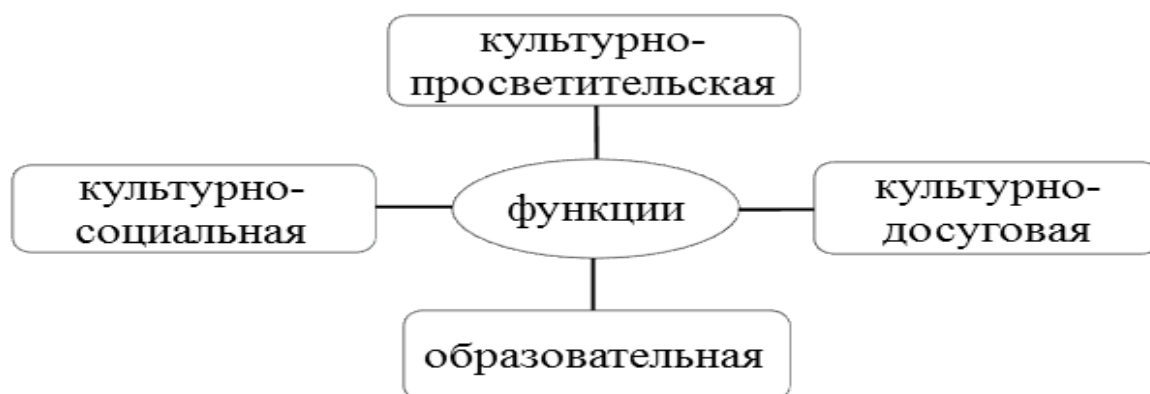 культурно-
просветительская
культурно-
социальная
функции
культурно-
досуговая
образовательная